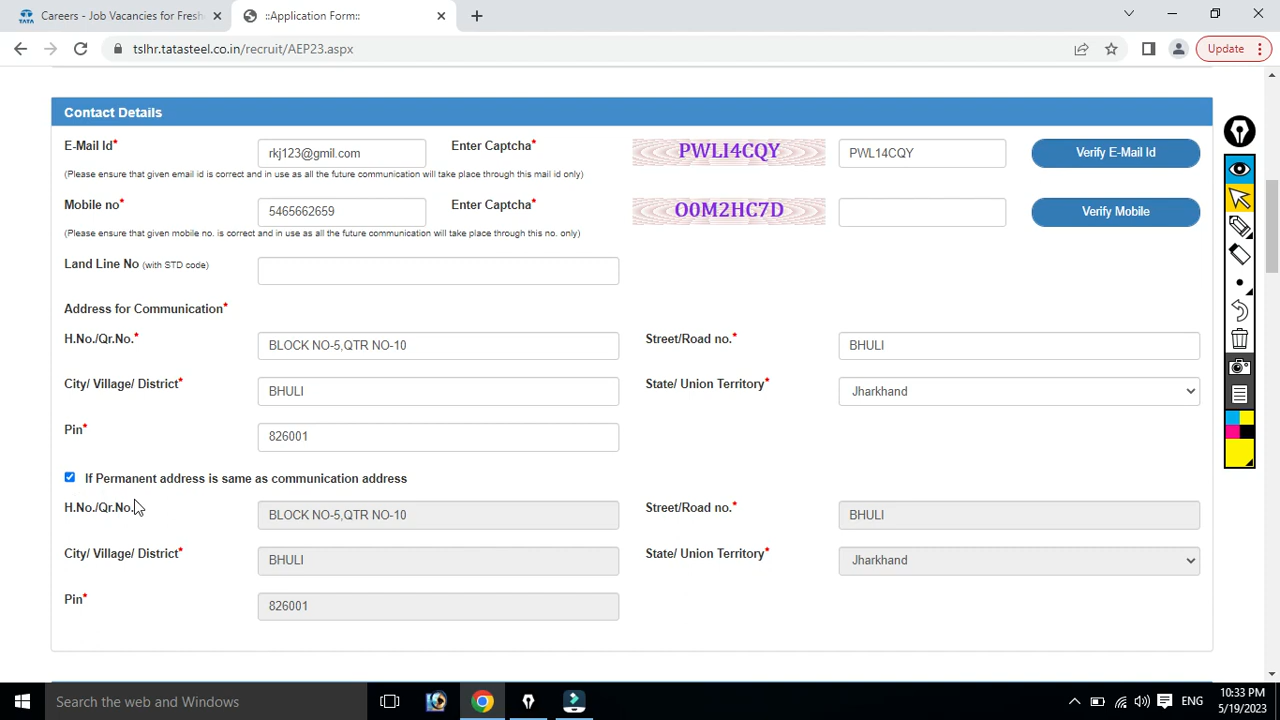 TATA Careers - Job Vacancies for Fresh
::Application Form::
tslhr.tatasteel.co.in/recruit/AEP23.aspx
Update
Contact Details
E-Mail Id* rkj123@gmil.com Enter Captcha* PWLI4CQY PWL14CQY Verify E-Mail Id
(Please ensure that given email id is correct and in use as all the future communication will take place through this mail id only)
Mobile no* 5465662659 Enter Captcha* O0M2HC7D Verify Mobile
(Please ensure that given mobile no. is correct and in use as all the future communication will take place through this no. only)
Land Line No (with STD code)
Address for Communication*
H.No./Qr.No.* BLOCK NO-5,QTR NO-10 Street/Road no.* BHULI
City/ Village/ District* BHULI State/ Union Territory* Jharkhand
Pin* 826001
If Permanent address is same as communication address
H.No./Qr.No. BLOCK NO-5,QTR NO-10 Street/Road no.* BHULI
City/ Village/ District* BHULI State/ Union Territory* Jharkhand
Pin* 826001
Search the web and Windows
ENG
10:33 PM
5/19/2023